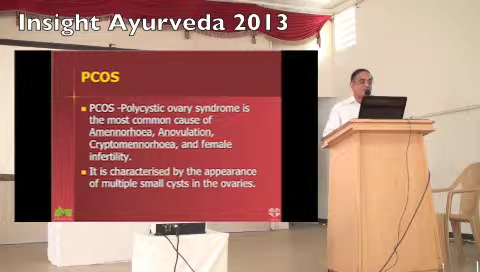 Insight Ayurveda 2013
PCOS
PCOS -Polycystic ovary syndrome is
the most common cause of
Amennorhoea, Anovulation,
Cryptomennorhoea, and female
infertility.
It is characterised by the appearance
of multiple small cysts in the ovaries.